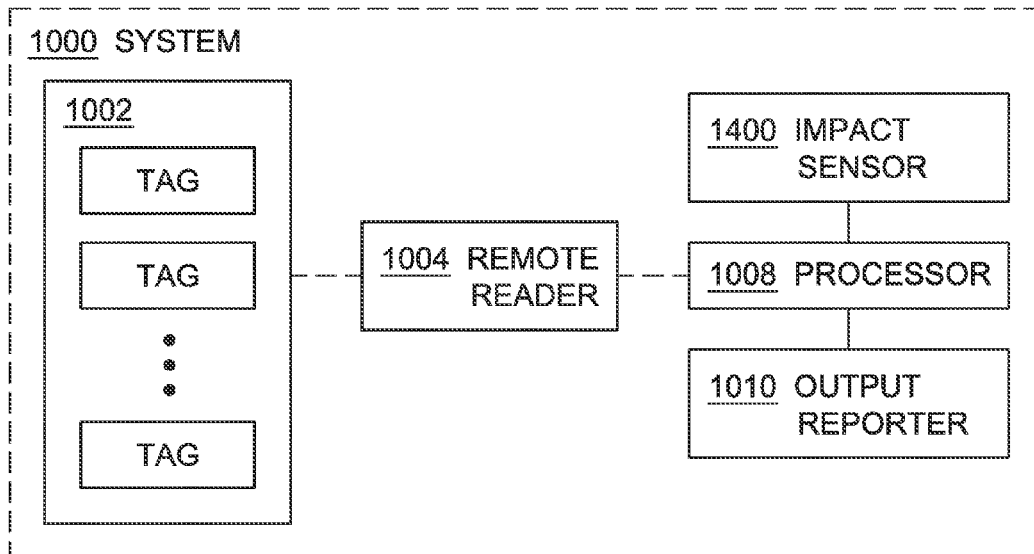 1000 SYSTEM
1002
TAG
TAG
TAG
1004 REMOTE
READER
1400 IMPACT
SENSOR
1008 PROCESSOR
1010 OUTPUT
REPORTER